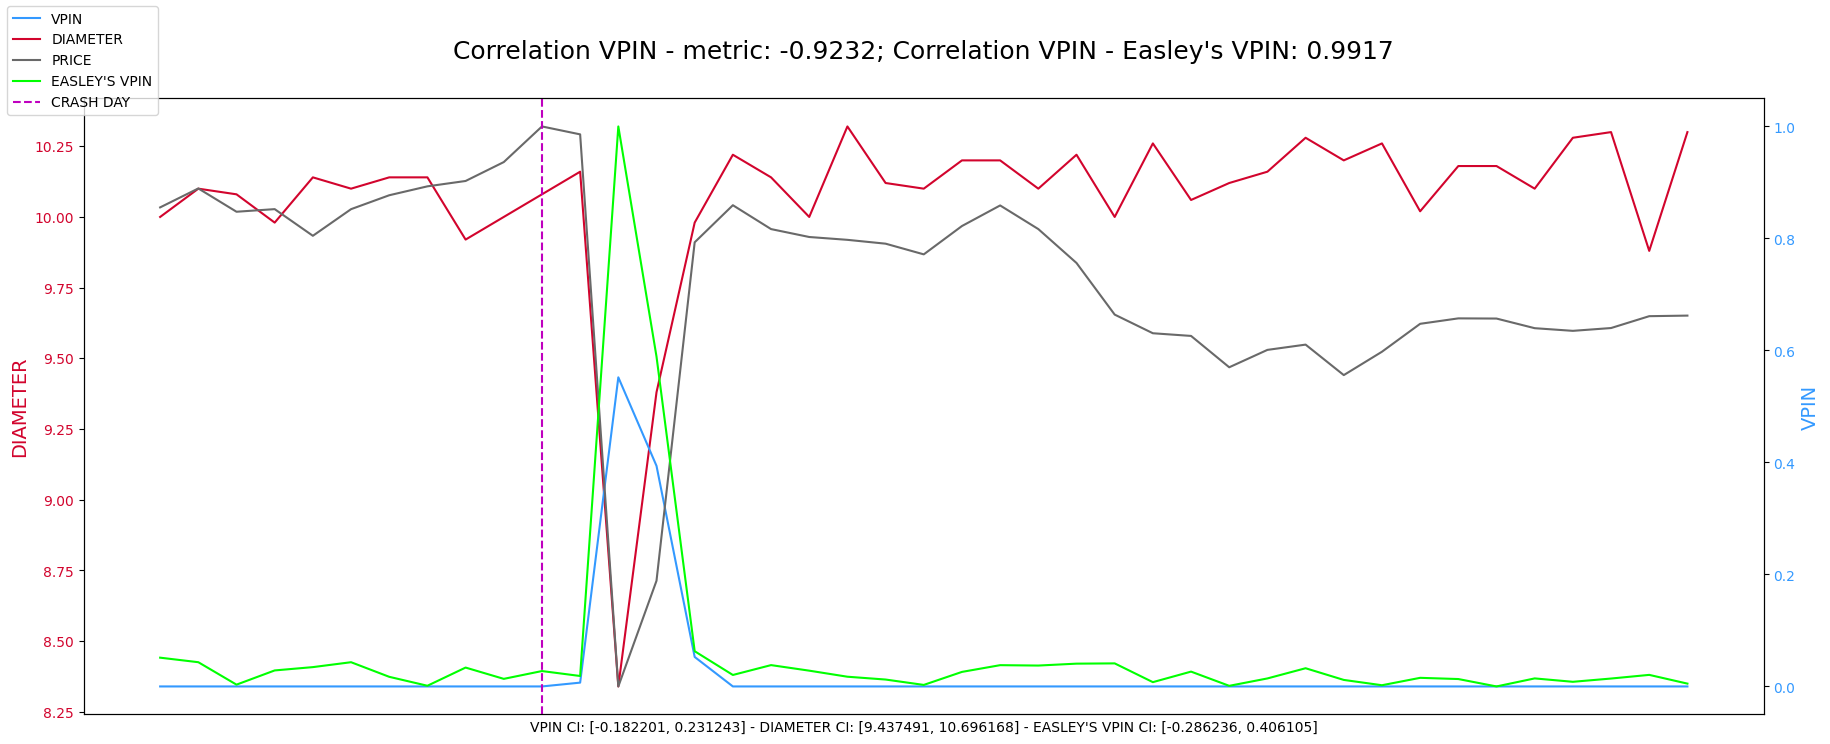 VPIN
DIAMETER
PRICE
EASLEY'S VPIN
CRASH DAY
Correlation VPIN - metric: -0.9232; Correlation VPIN - Easley's VPIN: 0.9917
DIAMETER
10.25
10.00
9.75
9.50
9.25
9.00
8.75
8.50
8.25
1.0
0.8
0.6
0.4
0.2
0.0
VPIN
VPIN CI: [-0.182201, 0.231243] - DIAMETER CI: [9.437491, 10.696168] - EASLEY'S VPIN CI: [-0.286236, 0.406105]